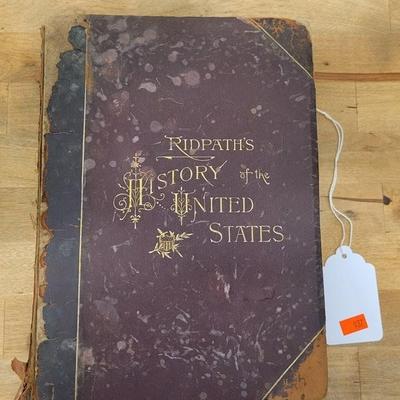 RIDPATH'S
HISTORY of the
UNITED
STATES